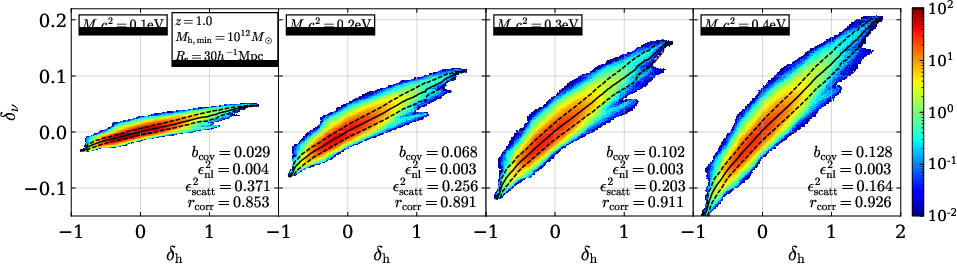 M_ν c² = 0.1eV
z = 1.0
M_h,min = 10¹² M_⊙
R_s = 30h⁻¹Mpc
M_ν c² = 0.2eV
M_ν c² = 0.3eV
M_ν c² = 0.4eV
0.2
0.1
0.0
−0.1
δ_ν
b_cov = 0.029
ϵ²_nl = 0.004
ϵ²_scatt = 0.371
r_corr = 0.853
b_cov = 0.068
ϵ²_nl = 0.003
ϵ²_scatt = 0.256
r_corr = 0.891
b_cov = 0.102
ϵ²_nl = 0.003
ϵ²_scatt = 0.203
r_corr = 0.911
b_cov = 0.128
ϵ²_nl = 0.003
ϵ²_scatt = 0.164
r_corr = 0.926
−1 0 1 −1 0 1 −1 0 1 −1 0 1 2
δ_h δ_h δ_h δ_h
10²
10¹
10⁰
10⁻¹
10⁻²